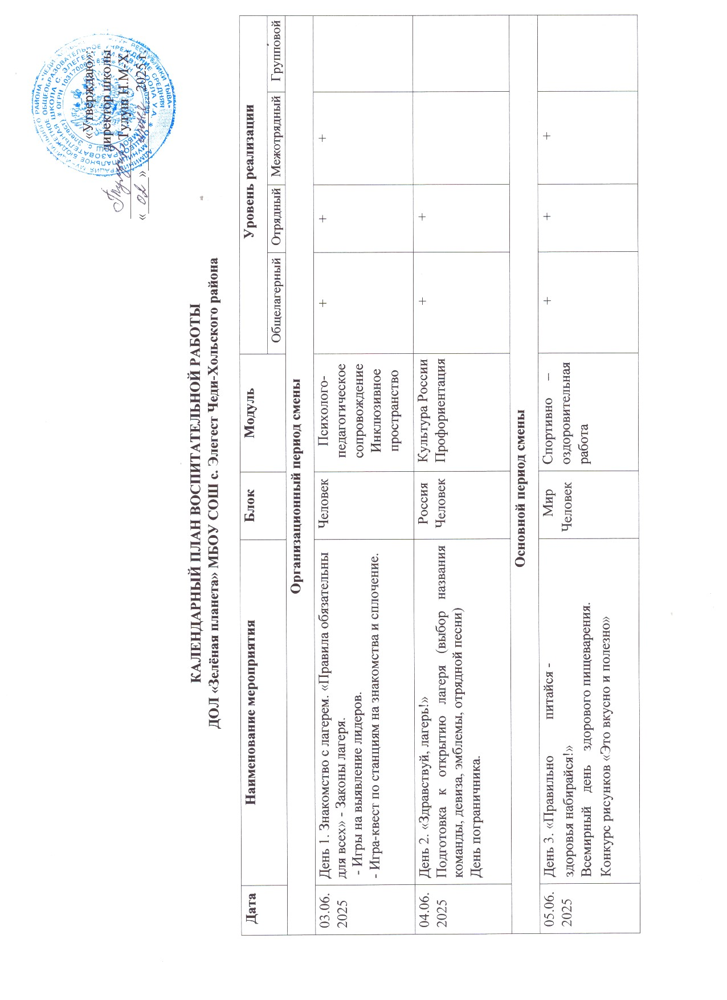 «Утверждаю»:
директор школы
Тулуш Н.М-Х.
« 02 » июня 2025 г.
КАЛЕНДАРНЫЙ ПЛАН ВОСПИТАТЕЛЬНОЙ РАБОТЫ
ДОЛ «Зелёная планета» МБОУ СОШ с. Элегест Чеди-Хольского района
Дата Наименование мероприятия Блок Модуль Уровень реализации
Общелагерный Отрядный Межотрядный Групповой
Организационный период смены
03.06. День 1. Знакомство с лагерем. «Правила обязательны Человек Психолого- + + +
2025 для всех» - Законы лагеря. педагогическое
- Игры на выявление лидеров. сопровождение
- Игра-квест по станциям на знакомства и сплочение. Инклюзивное
пространство
04.06. День 2. «Здравствуй, лагерь!» Россия Культура России + +
2025 Подготовка к открытию лагеря (выбор названия Человек Профориентация
команды, девиза, эмблемы, отрядной песни)
День пограничника.
Основной период смены
05.06. День 3. «Правильно питайся - Мир Спортивно – + + +
2025 здоровья набирайся!» Человек оздоровительная
Всемирный день здорового пищеварения. работа
Конкурс рисунков «Это вкусно и полезно»